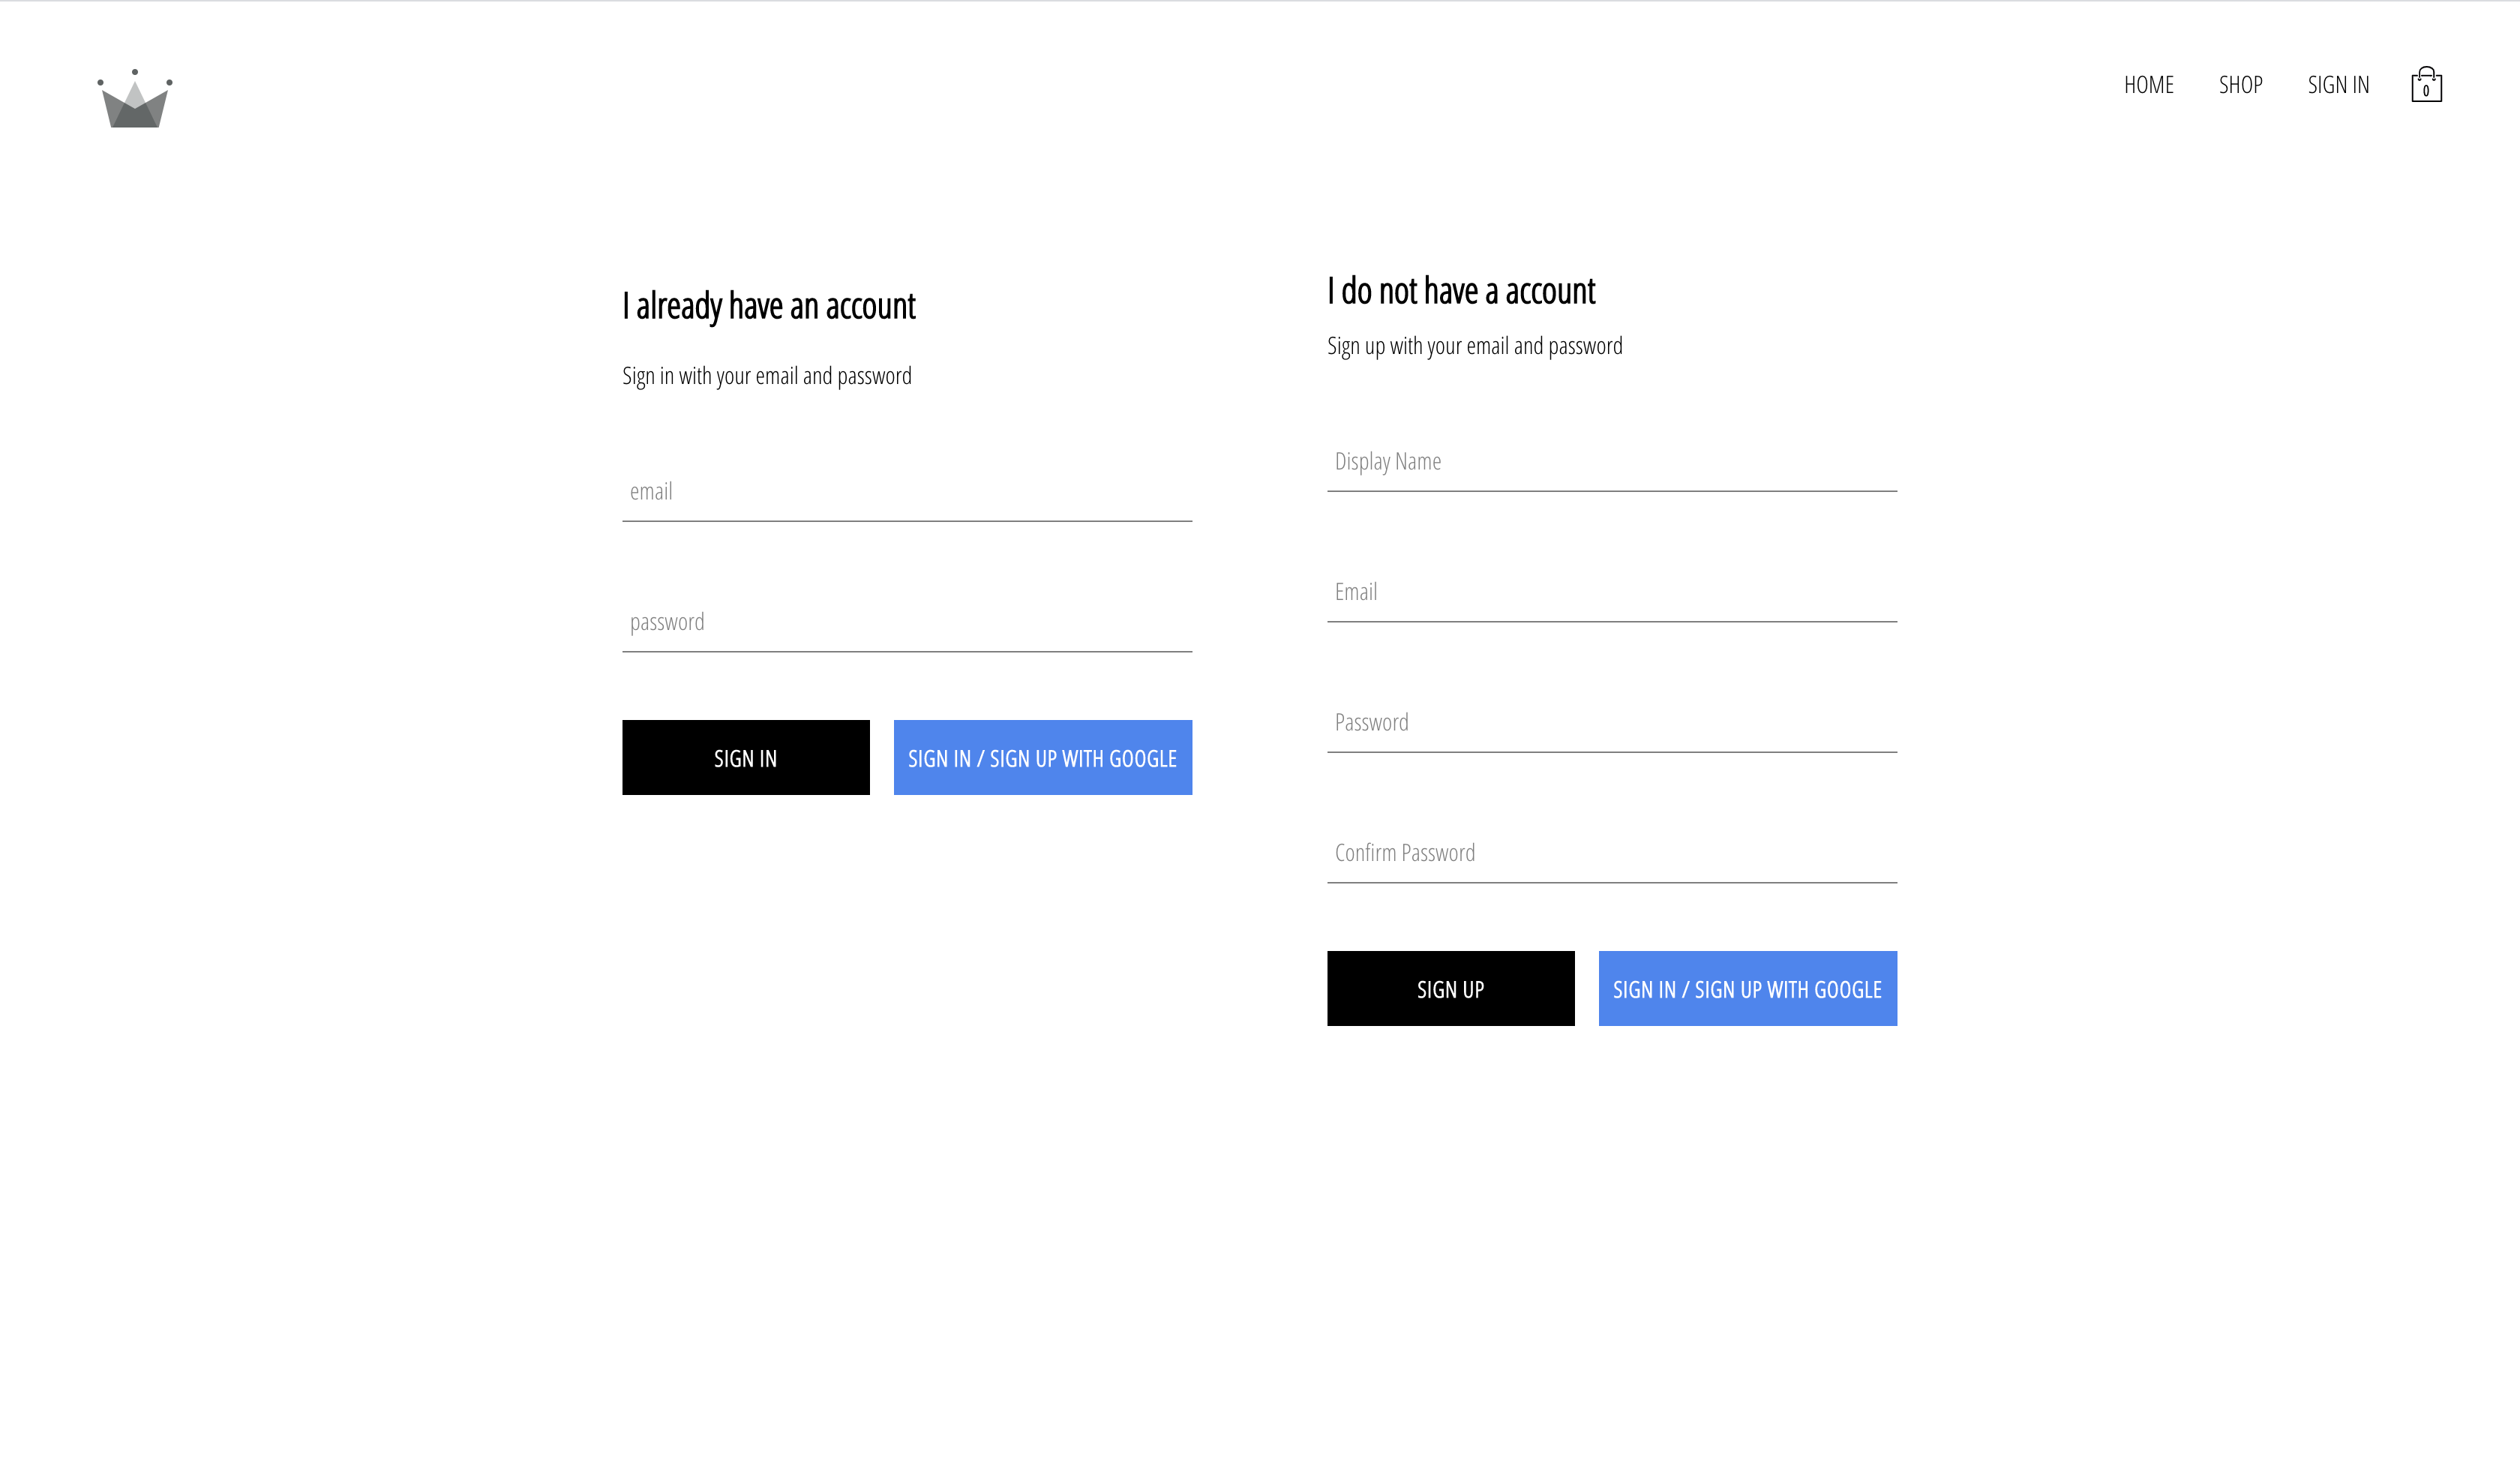 HOME
SHOP
SIGN IN
0
I already have an account
Sign in with your email and password
email
password
SIGN IN
SIGN IN / SIGN UP WITH GOOGLE
I do not have a account
Sign up with your email and password
Display Name
Email
Password
Confirm Password
SIGN UP
SIGN IN / SIGN UP WITH GOOGLE